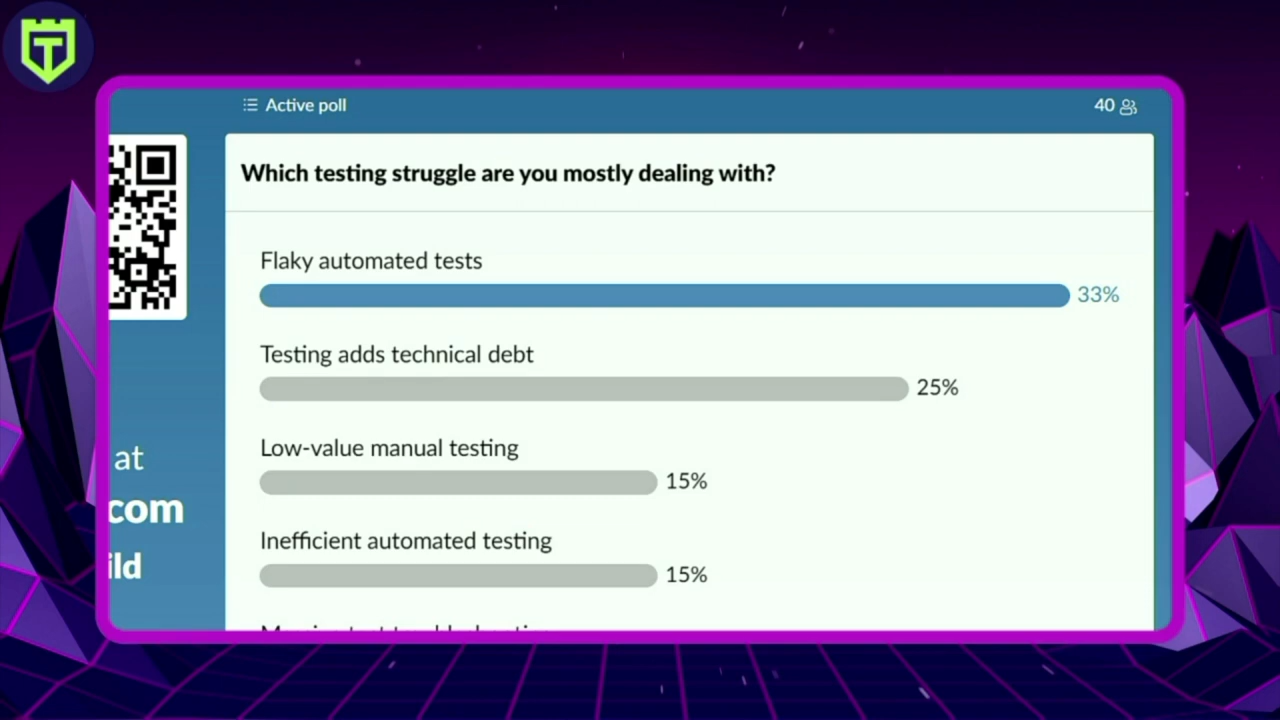 Active poll
40
Which testing struggle are you mostly dealing with?
Flaky automated tests
33%
Testing adds technical debt
25%
Low-value manual testing
15%
Inefficient automated testing
15%
at
com
ild
T